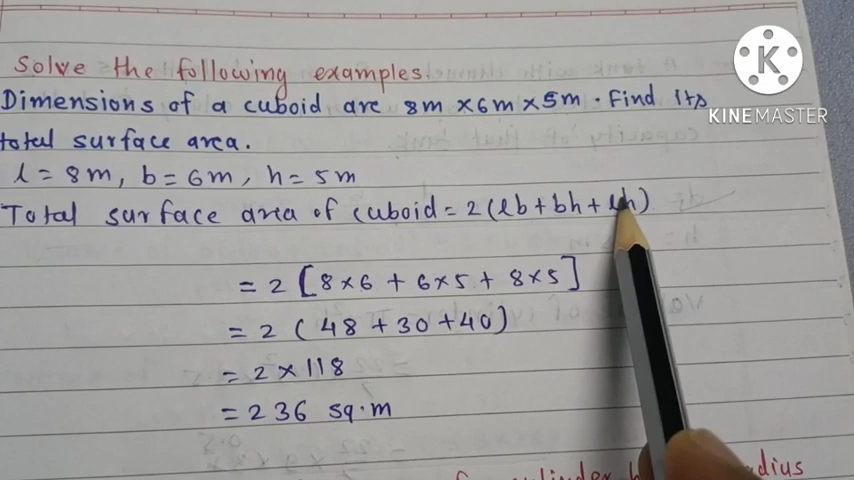 Solve the following examples.
K
KINEMASTER
Dimensions of a cuboid are 8m x6m x5m. Find Its
total surface area.
l = 8m, b = 6m, h = 5m
Total surface area of cuboid = 2 (lb + bh + lh)
= 2 [8×6 + 6×5 + 8×5]
= 2 ( 48 + 30 + 40)
= 2 × 118
= 236 sq.m